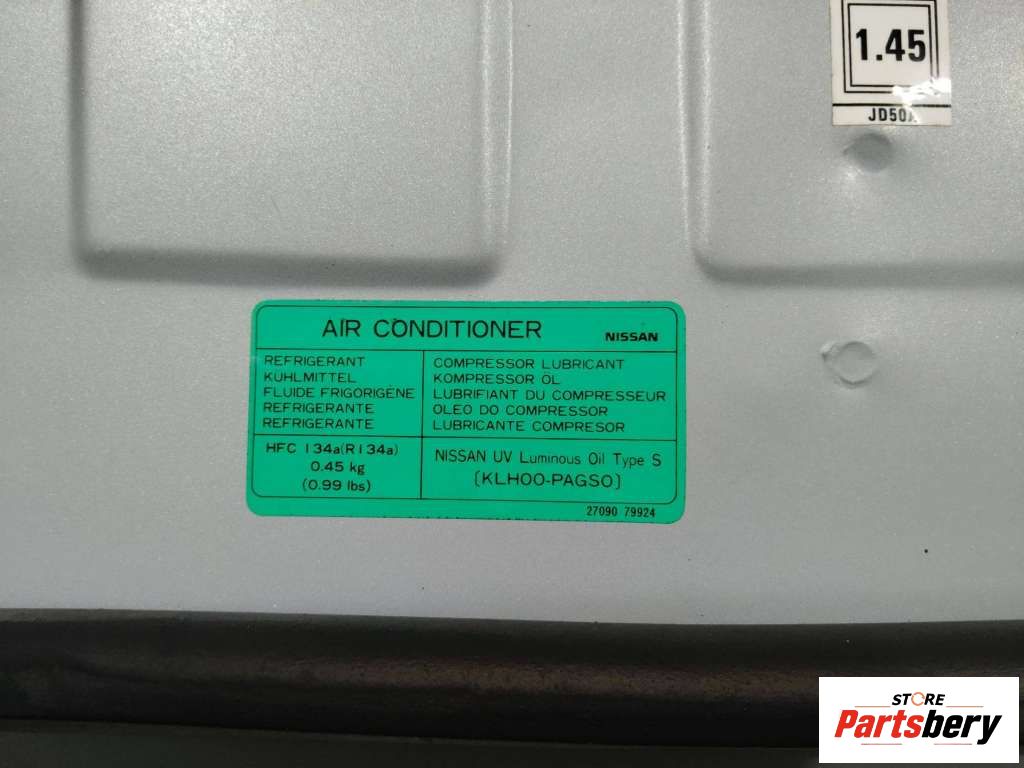 1.45
JD50A
AIR CONDITIONER NISSAN
REFRIGERANT COMPRESSOR LUBRICANT
KÜHLMITTEL KOMPRESSOR ÖL
FLUIDE FRIGORIGÈNE LUBRIFIANT DU COMPRESSEUR
REFRIGERANTE OLEO DO COMPRESSOR
REFRIGERANTE LUBRICANTE COMPRESOR
HFC 134a(R134a) NISSAN UV Luminous Oil Type S
0.45 kg [KLH00-PAGS0]
(0.99 lbs)
27090 79924
STORE
Partsbery